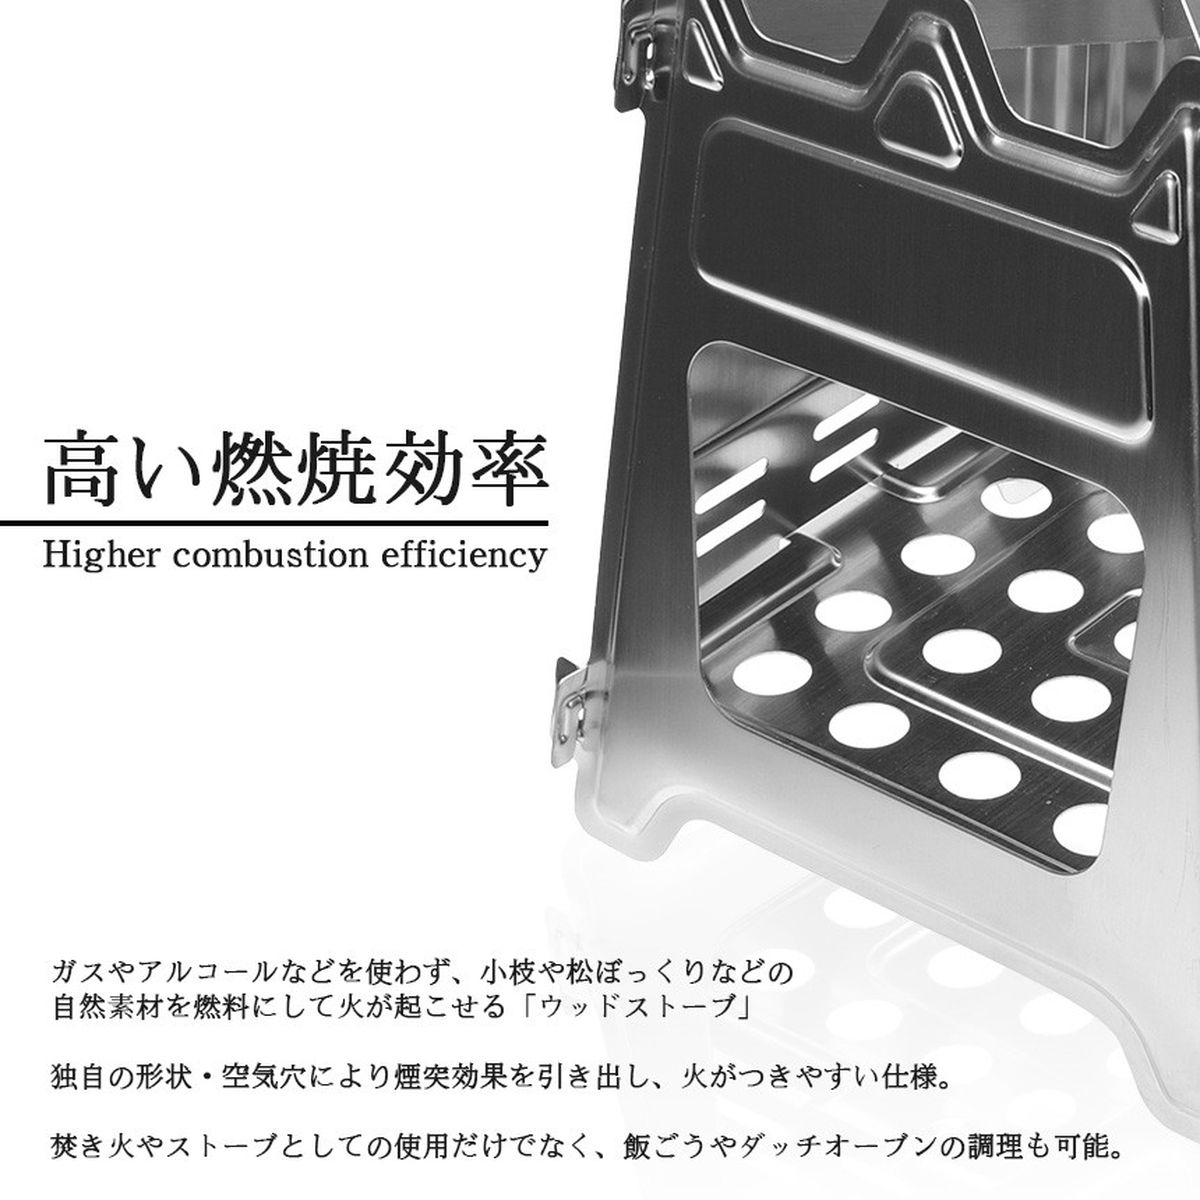 高い燃焼効率
Higher combustion efficiency
ガスやアルコールなどを使わず、小枝や松ぼっくりなどの
自然素材を燃料にして火が起こせる「ウッドストーブ」
独自の形状・空気穴により煙突効果を引き出し、火がつきやすい仕様。
焚き火やストーブとしての使用だけでなく、飯ごうやダッチオーブンの調理も可能。